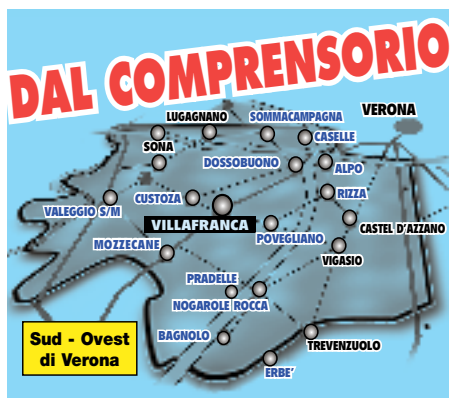 DAL COMPRENSORIO
LUGAGNANO
SOMMACAMPAGNA
VERONA
SONA
CASELLE
DOSSOBUONO
ALPO
CUSTOZA
RIZZA
VALEGGIO S/M
VILLAFRANCA
CASTEL D'AZZANO
POVEGLIANO
MOZZECANE
VIGASIO
PRADELLE
NOGAROLE ROCCA
Sud - Ovest
di Verona
BAGNOLO
TREVENZUOLO
ERBE'